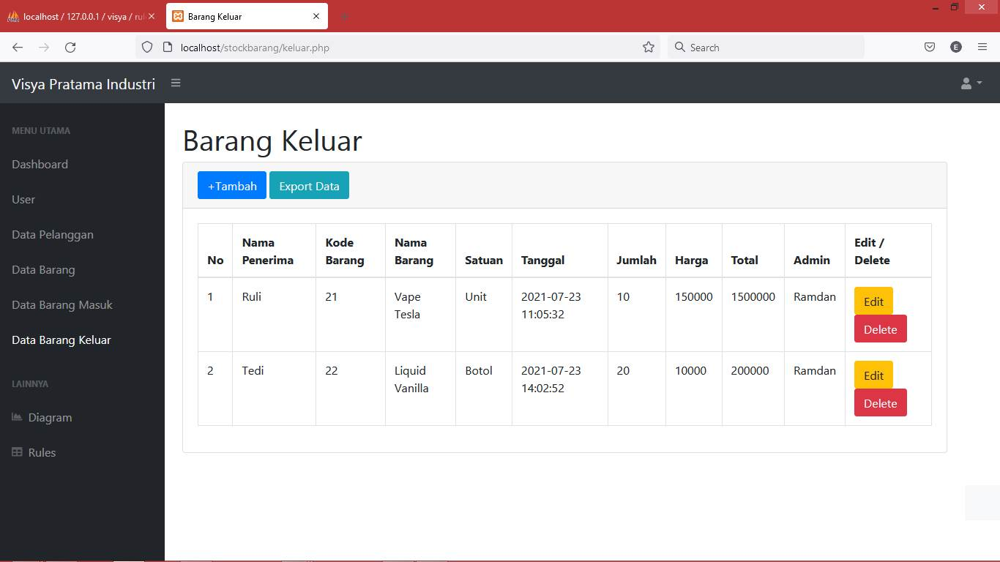 localhost / 127.0.0.1 / visya / rul
Barang Keluar
localhost/stockbarang/keluar.php
Search
E
Visya Pratama Industri
MENU UTAMA
Dashboard
User
Data Pelanggan
Data Barang
Data Barang Masuk
Data Barang Keluar
LAINNYA
Diagram
Rules
Barang Keluar
+Tambah Export Data
No Nama Penerima Kode Barang Nama Barang Satuan Tanggal Jumlah Harga Total Admin Edit / Delete
1 Ruli 21 Vape Tesla Unit 2021-07-23 11:05:32 10 150000 1500000 Ramdan Edit Delete
2 Tedi 22 Liquid Vanilla Botol 2021-07-23 14:02:52 20 10000 200000 Ramdan Edit Delete